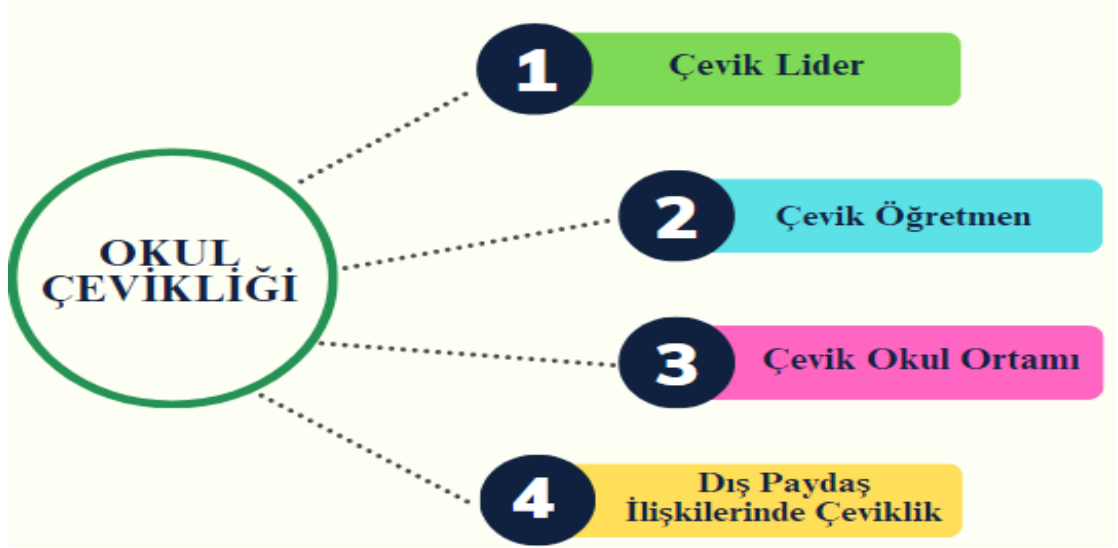 OKUL
ÇEVİKLİĞİ
1
Çevik Lider
2
Çevik Öğretmen
3
Çevik Okul Ortamı
4
Dış Paydaş
İlişkilerinde Çeviklik